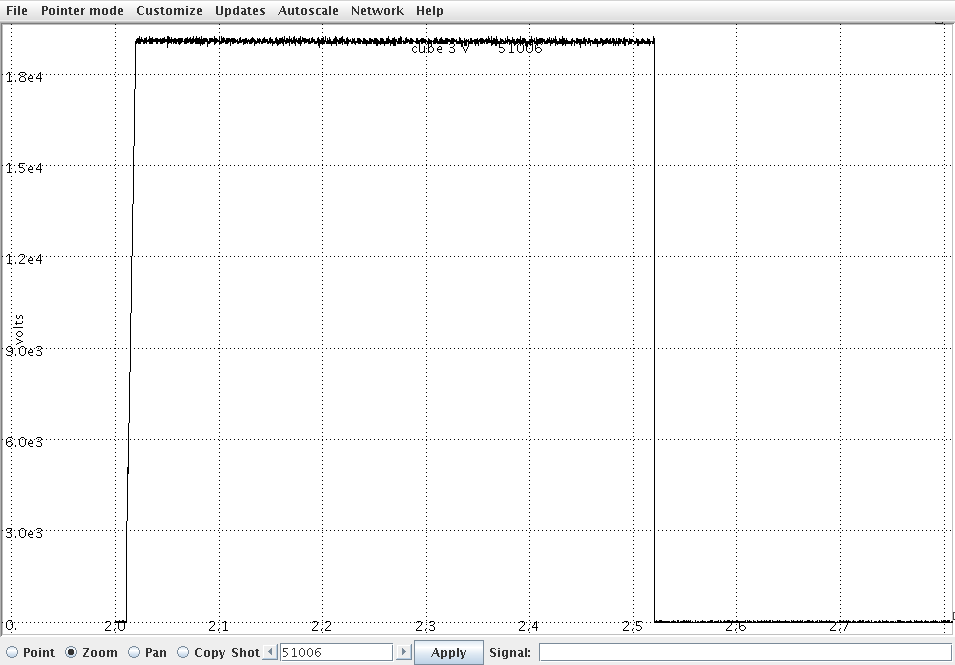 File Pointer mode Customize Updates Autoscale Network Help
cube 3 V 51006
1.8e4
1.5e4
1.2e4
volts
9.0e3
6.0e3
3.0e3
0. 2.0 2.1 2.2 2.3 2.4 2.5 2.6 2.7
Point Zoom Pan Copy Shot 51006 Apply Signal: